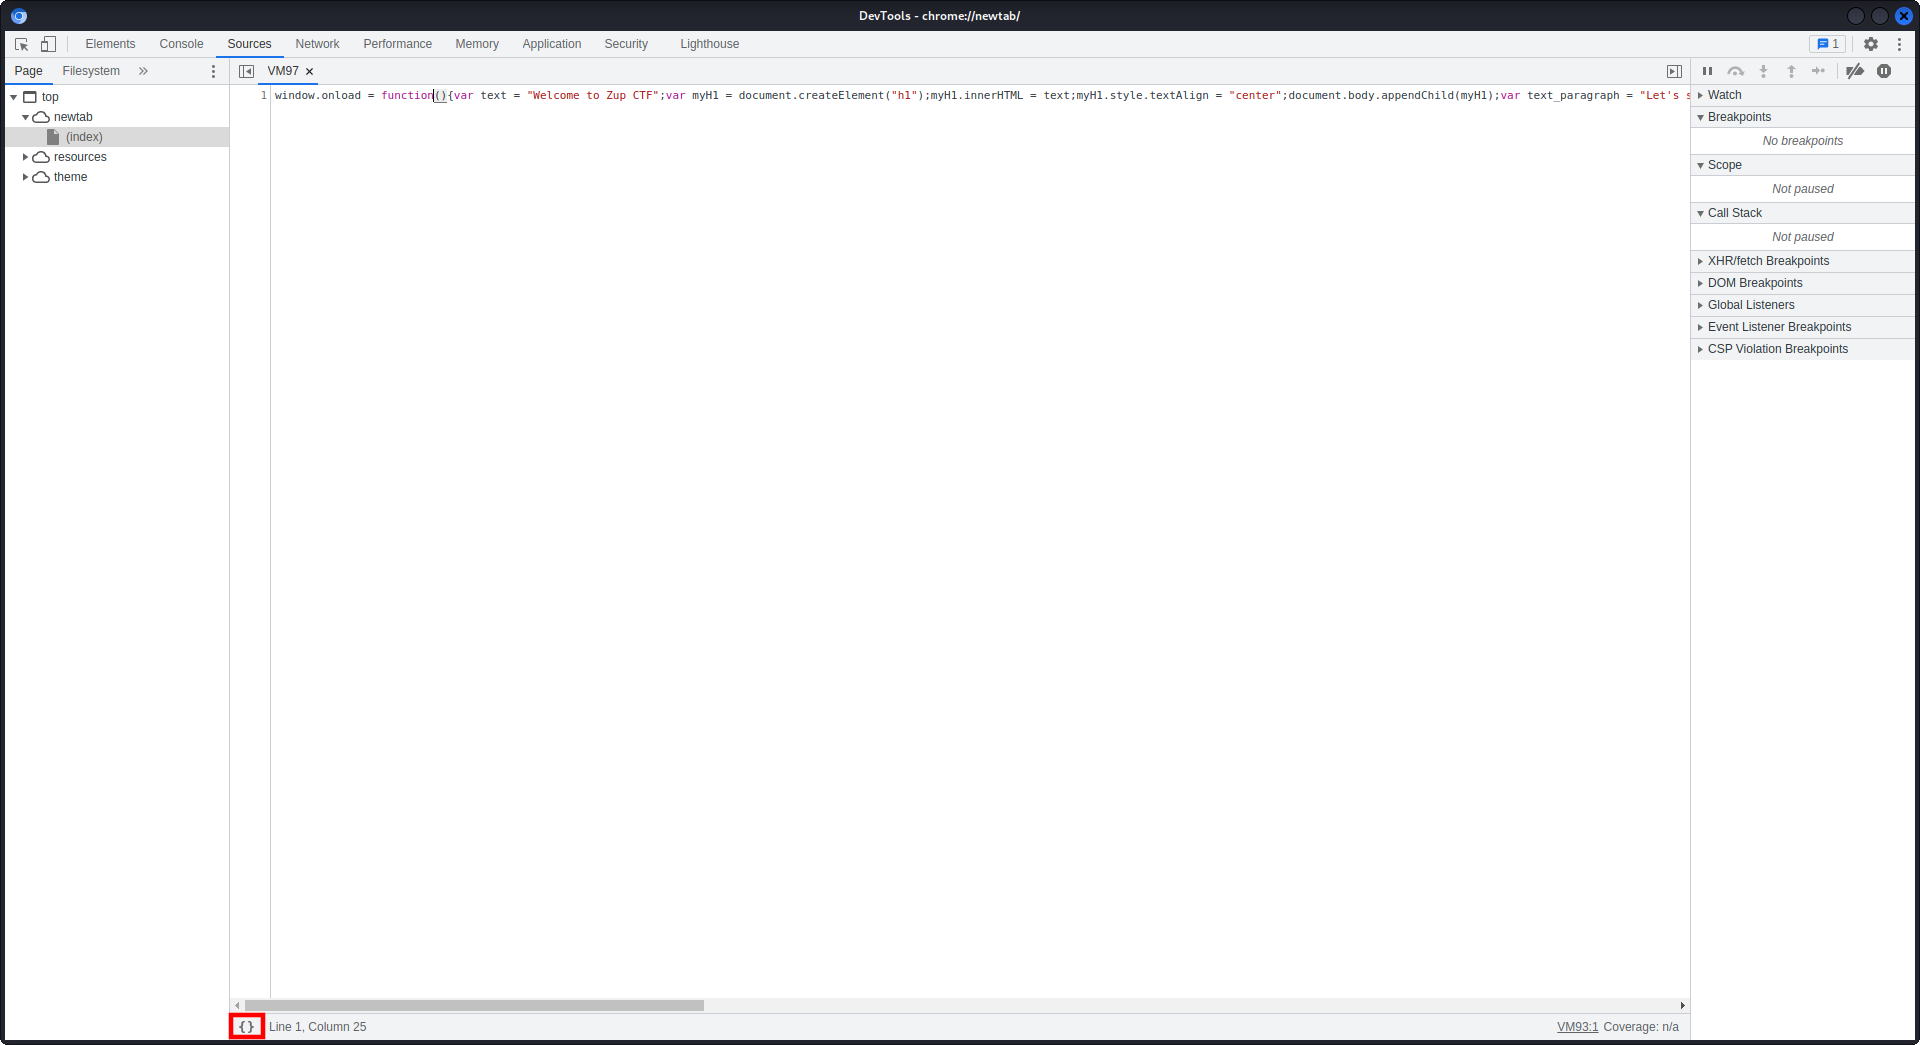 DevTools - chrome://newtab/
Elements Console Sources Network Performance Memory Application Security Lighthouse 1
Page Filesystem » VM97 ×
top
newtab
(index)
resources
theme
1 window.onload = function(){var text = "Welcome to Zup CTF";var myH1 = document.createElement("h1");myH1.innerHTML = text;myH1.style.textAlign = "center";document.body.appendChild(myH1);var text_paragraph = "Let's s
Watch
Breakpoints
No breakpoints
Scope
Not paused
Call Stack
Not paused
XHR/fetch Breakpoints
DOM Breakpoints
Global Listeners
Event Listener Breakpoints
CSP Violation Breakpoints
{} Line 1, Column 25 VM93:1 Coverage: n/a